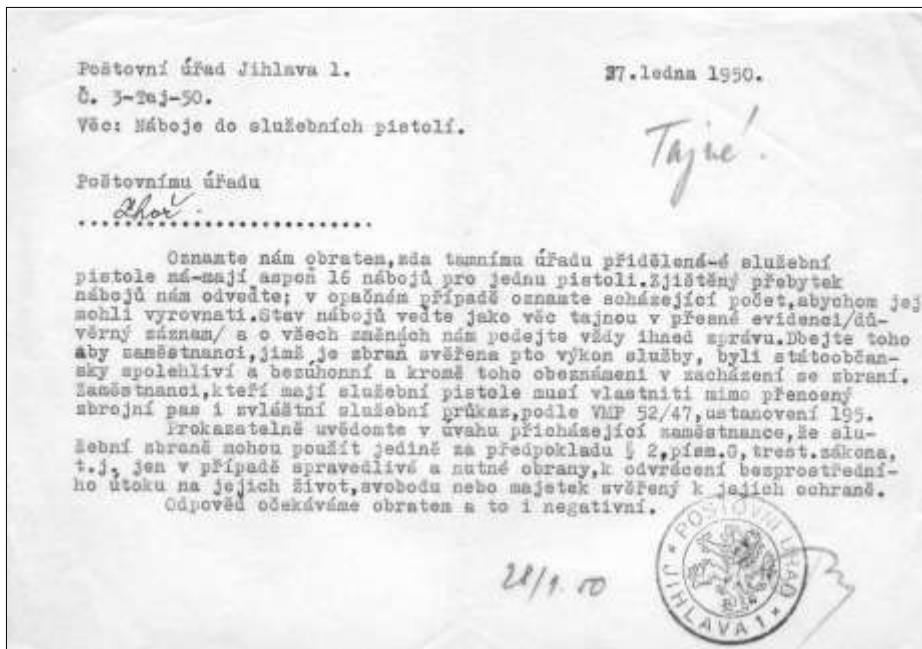 Poštovní úřad Jihlava 1.
27.ledna 1950.
Č. 3-Taj-50.
Věc: Náboje do služebních pistolí.
Tajné!
Poštovnímu úřadu
Zhoř.
Oznamte nám obratem,zda tamnímu úřadu přidělená-é služební
pistole má-mají aspoň 16 nábojů pro jednu pistoli.Zjištěný přebytek
nábojů nám odveďte; v opačném případě oznamte scházející počet,abychom jej
mohli vyrovnati.Stav nábojů veďte jako věc tajnou v přesné evidenci/dů-
věrný záznam/ a o všech změnách nám podejte vždy ihned zprávu.Dbejte toho
aby zaměstnanci,jimž je zbraň svěřena pto výkon služby, byli státoobčan-
sky spolehliví a bezúhonní a kromě toho obeznámeni v zacházení se zbraní.
Zaměstnanci,kteří mají služební pistole musí vlastniti mimo přenosný
zbrojní pas i zvláštní služební průkaz,podle VMP 52/47,ustanovení 195.
Prokazatelně uvědomte v úvahu přicházející zaměstnance,že slu-
žební zbraně mohou použít jedině za předpokladu § 2,písm.G,trest.zákona,
t.j. jen v případě spravedlivé a nutné obrany,k odvrácení bezprostřední-
ho útoku na jejich život,svobodu nebo majetek svěřený k jejich ochraně.
Odpověď očekáváme obratem a to i negativní.
POŠTOVNÍ ÚŘAD
JIHLAVA 1
28/1. 50